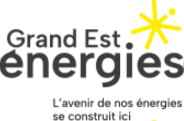 Grand Est
énergies
L'avenir de nos énergies
se construit ici